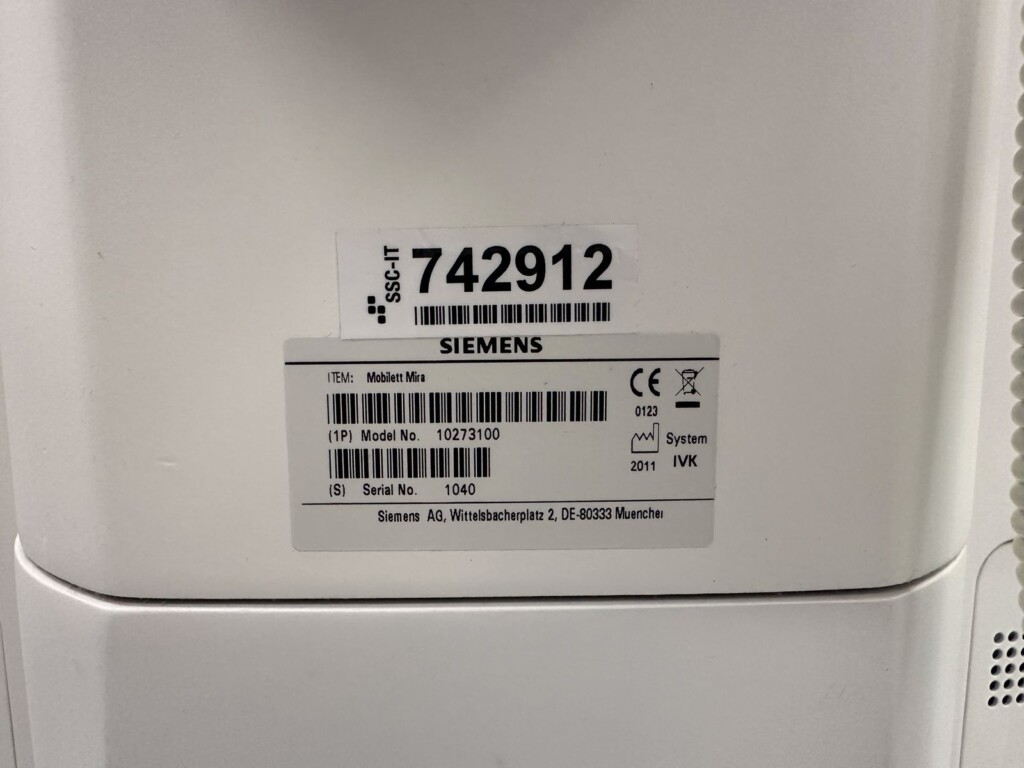 SSC-IT
742912
SIEMENS
ITEM: Mobilett Mira
(1P) Model No. 10273100
(S) Serial No. 1040
CE
0123
2011
System
IVK
Siemens AG, Wittelsbacherplatz 2, DE-80333 Muenchen